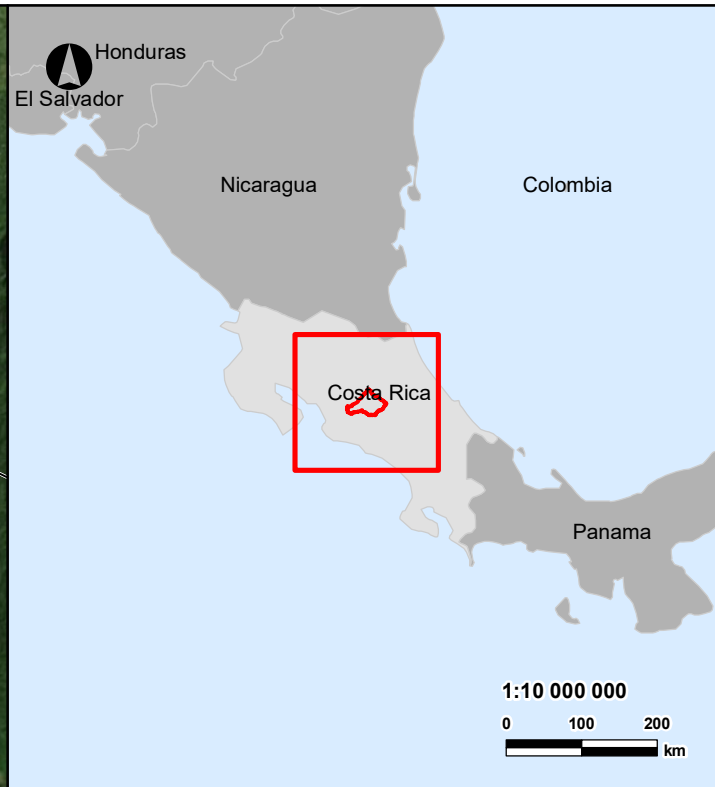 Honduras
El Salvador
Nicaragua
Colombia
Costa Rica
Panama
1:10 000 000
0 100 200
km